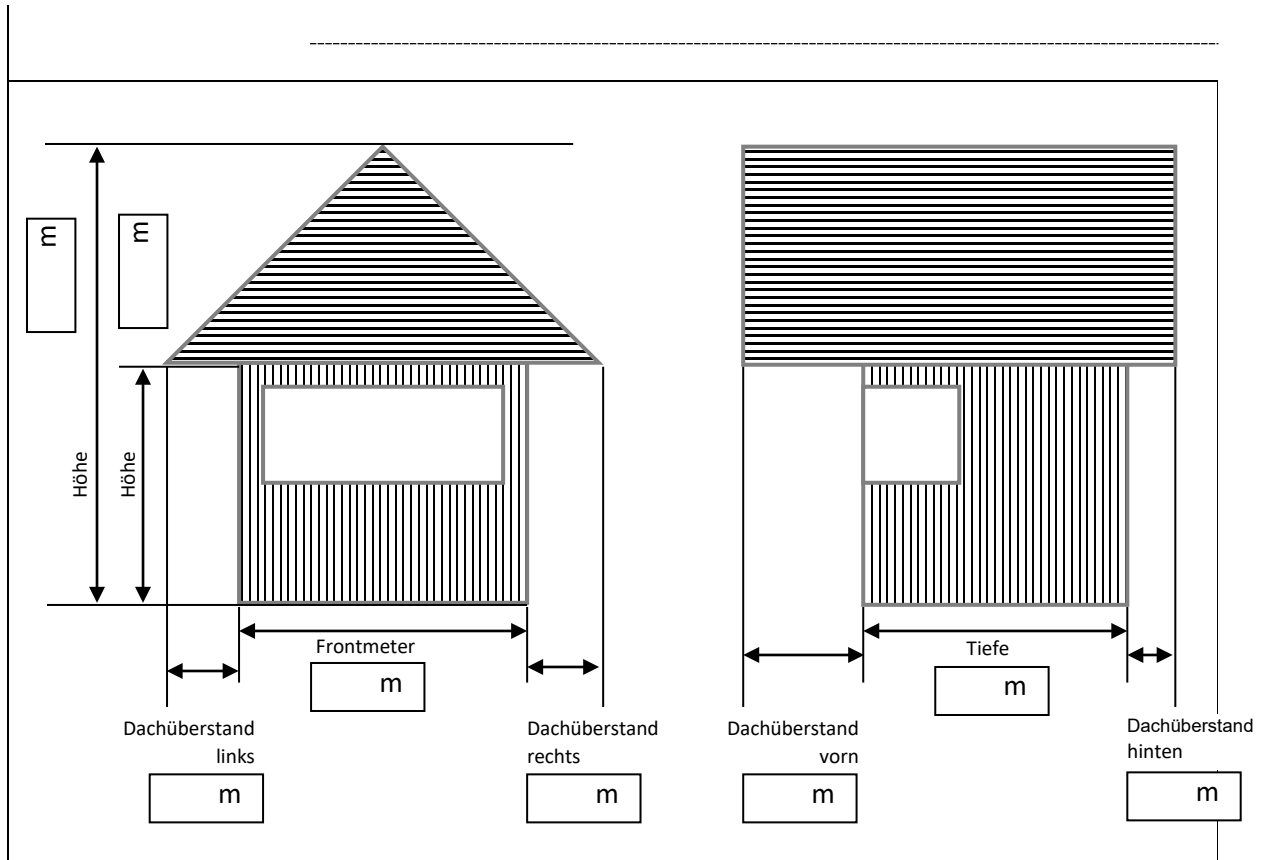 m
m
Höhe
Höhe
Frontmeter
m
Tiefe
m
Dachüberstand
links
m
Dachüberstand
rechts
m
Dachüberstand
vorn
m
Dachüberstand
hinten
m